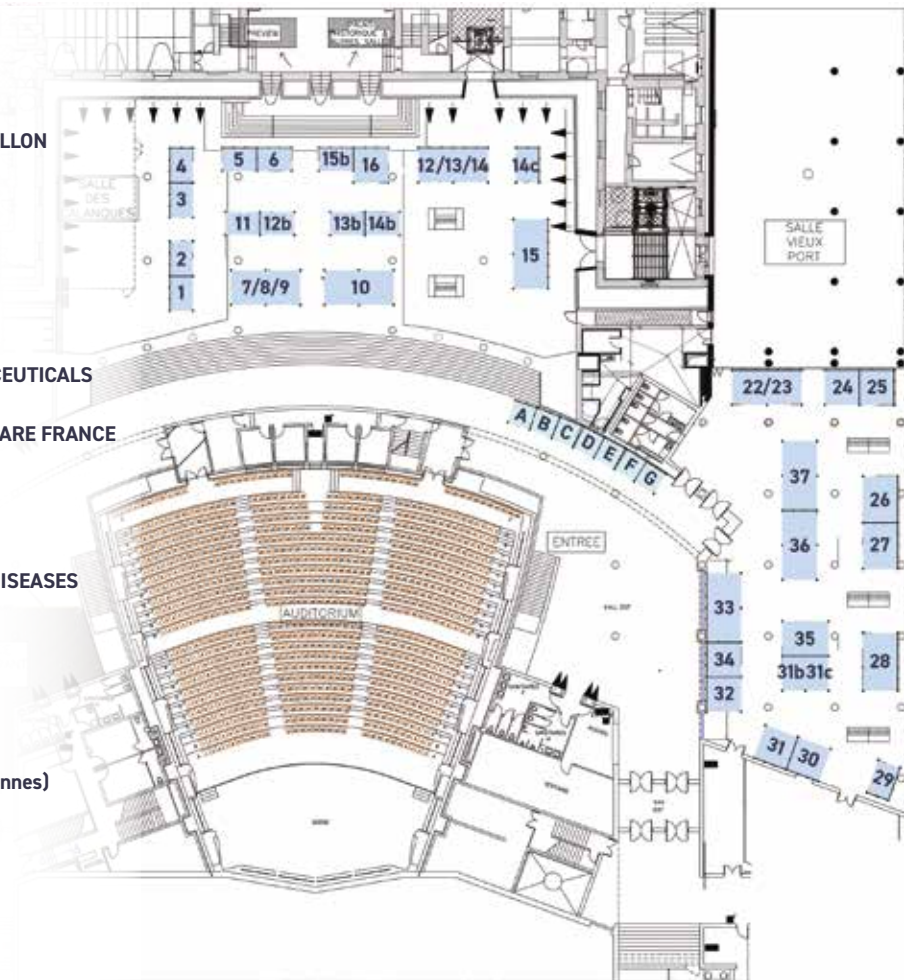 PREVIEW
LLON
4
5
6
15b
16
12/13/14
14c
SALLE
DES
3
11
12b
13b
14b
15
SALLE
VIEUX
PORT
2
1
7/8/9
10
CEUTICALS
22/23
24
25
ARE FRANCE
A
B
C
D
E
F
G
37
26
ENTREE
36
27
ISEASES
AUDITORIUM
33
35
34
31b
31c
28
32
31
30
29
nnes)